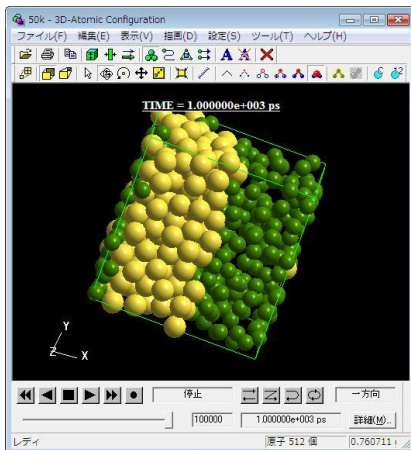 50k - 3D-Atomic Configuration
ファイル(F) 編集(E) 表示(V) 描画(D) 設定(S) ツール(T) ヘルプ(H)
TIME = 1.000000e+003 ps
Y
Z X
停止 一方向
100000 1.000000e+003 ps 詳細(M)..
レディ 原子 512 個 0.760711